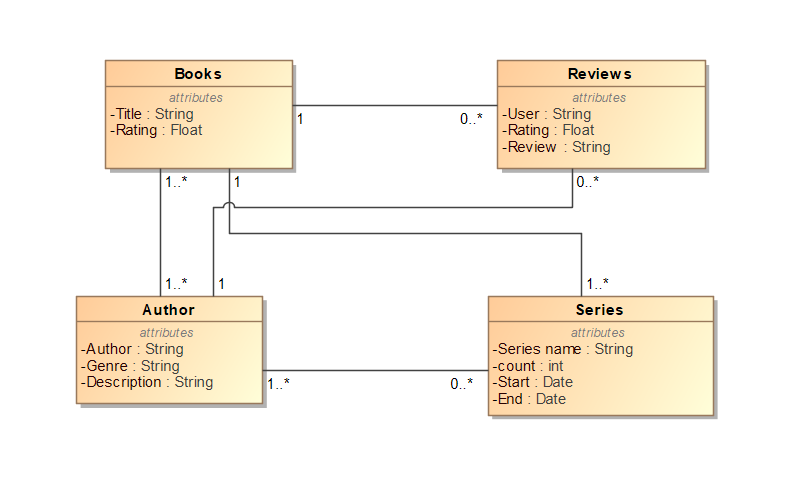 Books
attributes
-Title : String
-Rating : Float
Reviews
attributes
-User : String
-Rating : Float
-Review : String
1
0..*
1..*
1
0..*
1..*
1
1..*
Author
attributes
-Author : String
-Genre : String
-Description : String
Series
attributes
-Series name : String
-count : int
-Start : Date
-End : Date
1..*
0..*